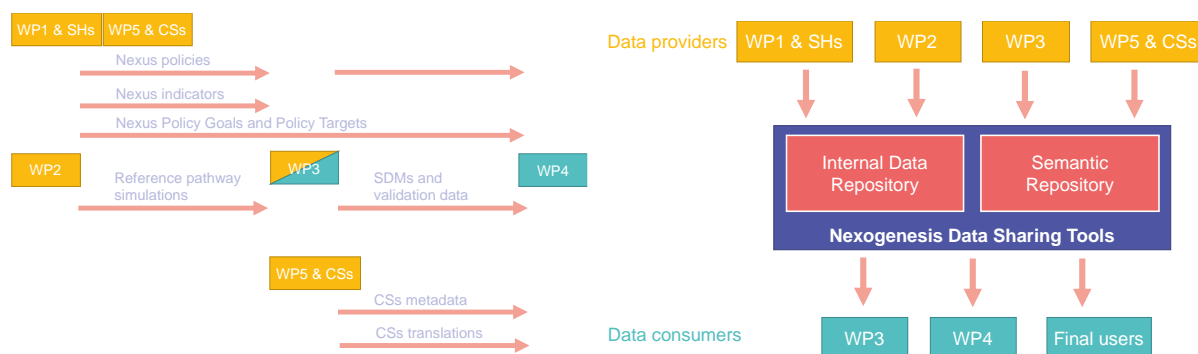 WP1 & SHs
WP5 & CSs
Nexus policies
Nexus indicators
Nexus Policy Goals and Policy Targets
WP2
Reference pathway
simulations
WP3
SDMs and
validation data
WP4
WP5 & CSs
CSs metadata
CSs translations
Data providers
WP1 & SHs
WP2
WP3
WP5 & CSs
Internal Data
Repository
Semantic
Repository
Nexogenesis Data Sharing Tools
Data consumers
WP3
WP4
Final users